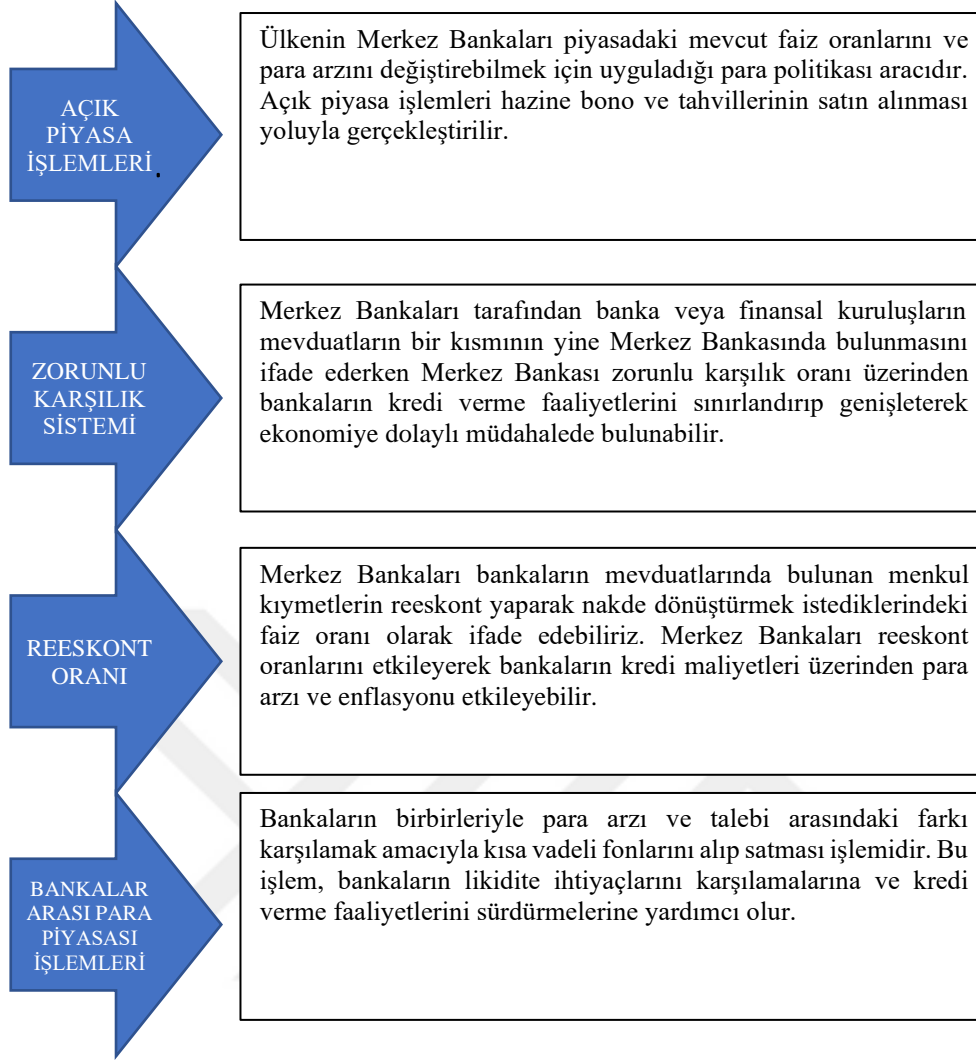 AÇIK
PİYASA
İŞLEMLERİ.
Ülkenin Merkez Bankaları piyasadaki mevcut faiz oranlarını ve
para arzını değiştirebilmek için uyguladığı para politikası aracıdır.
Açık piyasa işlemleri hazine bono ve tahvillerinin satın alınması
yoluyla gerçekleştirilir.
ZORUNLU
KARŞILIK
SİSTEMİ
Merkez Bankaları tarafından banka veya finansal kuruluşların
mevduatların bir kısmının yine Merkez Bankasında bulunmasını
ifade ederken Merkez Bankası zorunlu karşılık oranı üzerinden
bankaların kredi verme faaliyetlerini sınırlandırıp genişleterek
ekonomiye dolaylı müdahalede bulunabilir.
REESKONT
ORANI
Merkez Bankaları bankaların mevduatlarında bulunan menkul
kıymetlerin reeskont yaparak nakde dönüştürmek istediklerindeki
faiz oranı olarak ifade edebiliriz. Merkez Bankaları reeskont
oranlarını etkileyerek bankaların kredi maliyetleri üzerinden para
arzı ve enflasyonu etkileyebilir.
BANKALAR
ARASI PARA
PİYASASI
İŞLEMLERİ
Bankaların birbirleriyle para arzı ve talebi arasındaki farkı
karşılamak amacıyla kısa vadeli fonlarını alıp satması işlemidir. Bu
işlem, bankaların likidite ihtiyaçlarını karşılamalarına ve kredi
verme faaliyetlerini sürdürmelerine yardımcı olur.